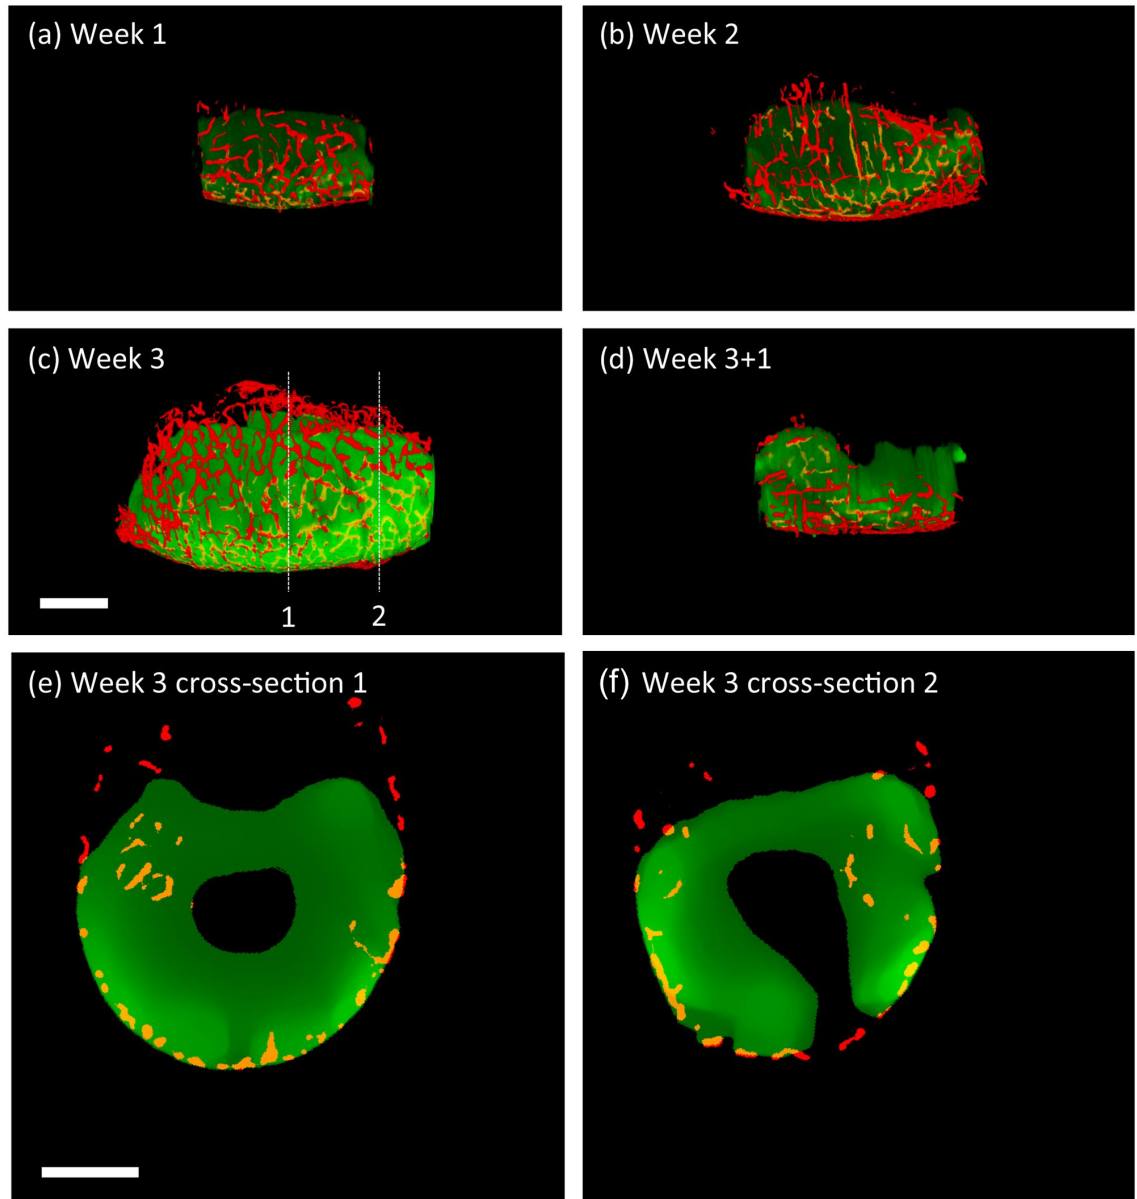 (a) Week 1
(b) Week 2
(c) Week 3
1
2
(d) Week 3+1
(e) Week 3 cross-section 1
(f) Week 3 cross-section 2